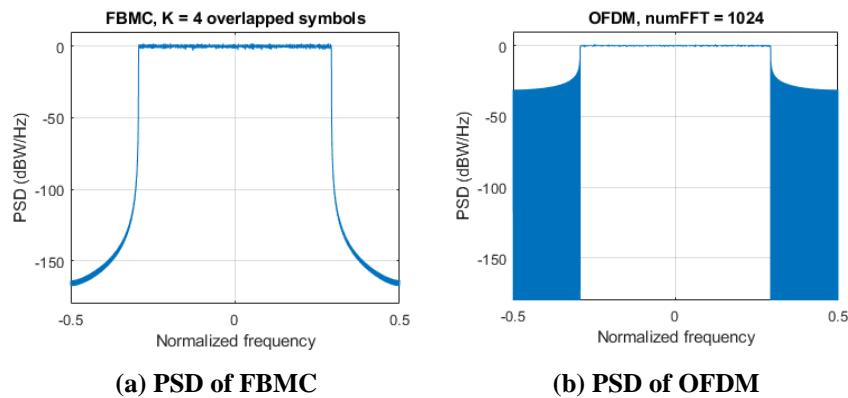 FBMC, K = 4 overlapped symbols
PSD (dBW/Hz)
0
-50
-100
-150
-0.5 0 0.5
Normalized frequency
(a) PSD of FBMC
OFDM, numFFT = 1024
PSD (dBW/Hz)
0
-50
-100
-150
-0.5 0 0.5
Normalized frequency
(b) PSD of OFDM